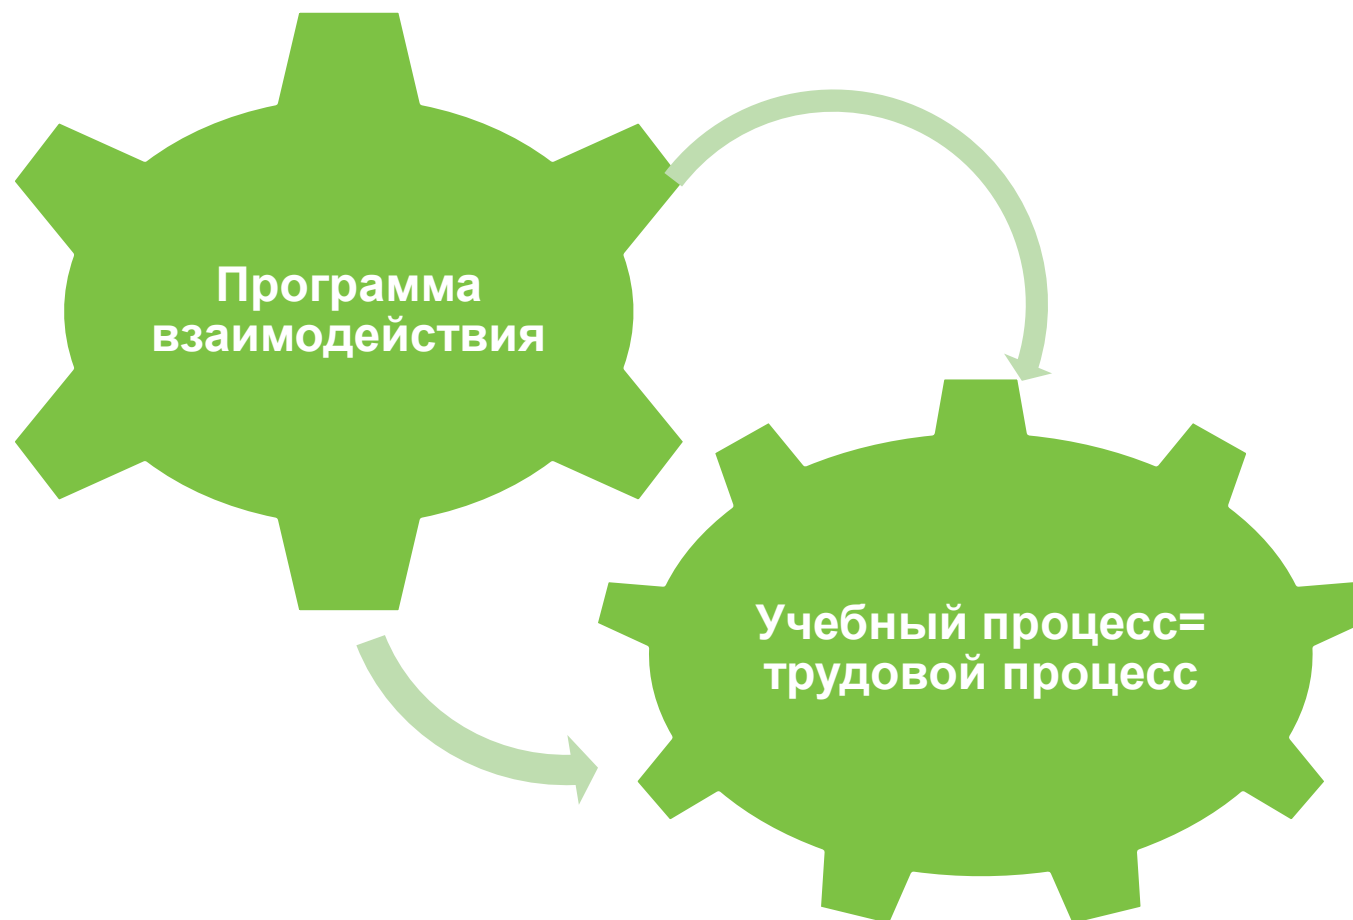 Программа
взаимодействия
Учебный процесс=
трудовой процесс